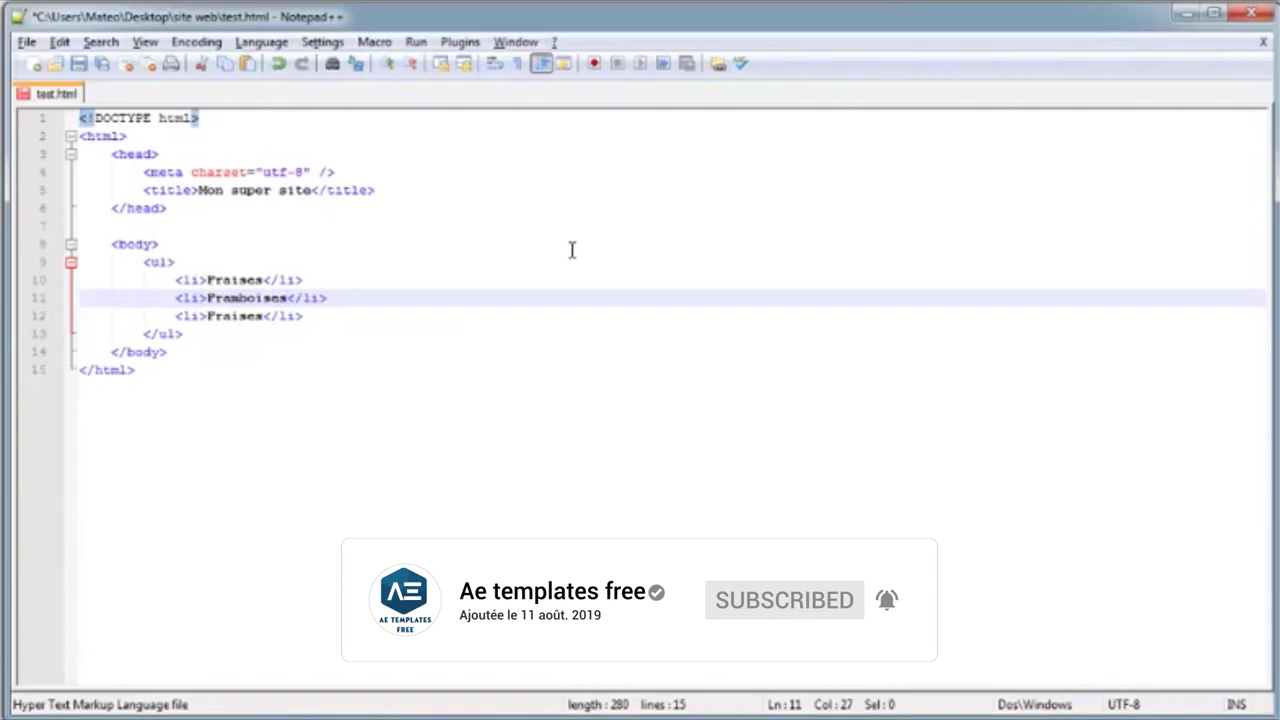 *C:\Users\Mateo\Desktop\site web\test.html - Notepad++
File Edit Search View Encoding Language Settings Macro Run Plugins Window ? X
test.html
1 <!DOCTYPE html>
2 <html>
3 <head>
4 <meta charset="utf-8" />
5 <title>Mon super site</title>
6 </head>
7
8 <body>
9 <ul>
10 <li>Fraises</li>
11 <li>Framboises</li>
12 <li>Fraises</li>
13 </ul>
14 </body>
15 </html>
AE
AE TEMPLATES
FREE
Ae templates free
Ajoutée le 11 août. 2019
SUBSCRIBED
Hyper Text Markup Language file length : 280 lines : 15 Ln : 11 Col : 27 Sel : 0 Dos\Windows UTF-8 INS